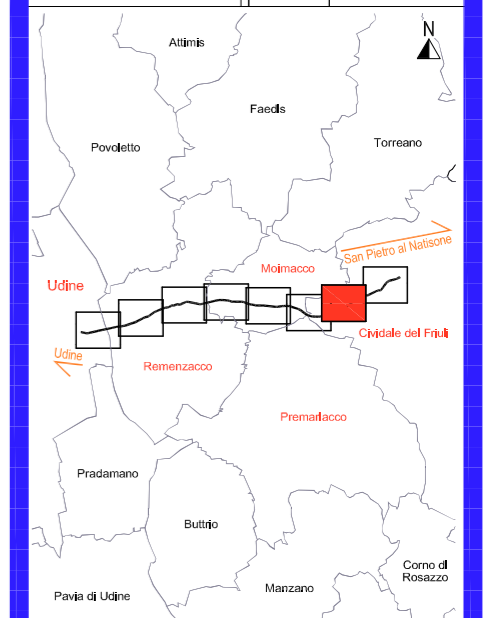 N
Attimis
Faedis
Povoletto
Torreano
San Pietro al Natisone
Moimacco
Udine
Cividale del Friuli
Udine
Remenzacco
Premariacco
Pradamano
Buttrio
Corno di
Rosazzo
Manzano
Pavia di Udine